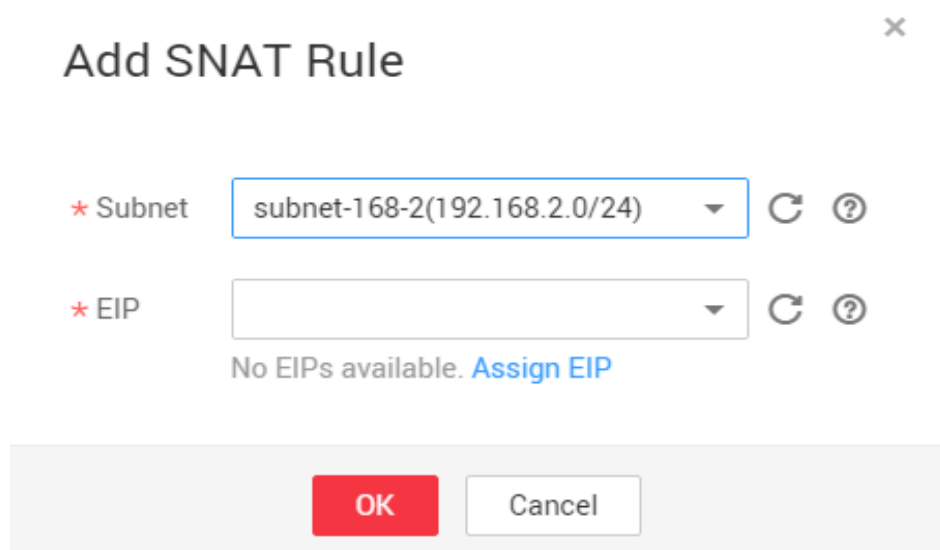 Add SNAT Rule
* Subnet subnet-168-2(192.168.2.0/24)
* EIP
No EIPs available. Assign EIP
OK Cancel